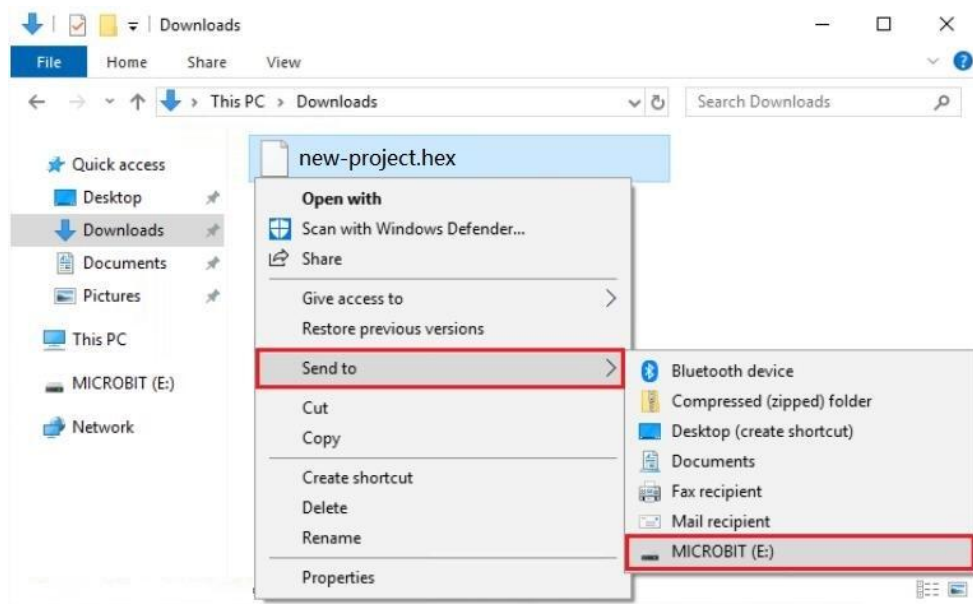 Downloads
File Home Share View
This PC > Downloads
Search Downloads
Quick access
Desktop
Downloads
Documents
Pictures
This PC
MICROBIT (E:)
Network
new-project.hex
Open with
Scan with Windows Defender...
Share
Give access to
Restore previous versions
Send to
Cut
Copy
Create shortcut
Delete
Rename
Properties
Bluetooth device
Compressed (zipped) folder
Desktop (create shortcut)
Documents
Fax recipient
Mail recipient
MICROBIT (E:)